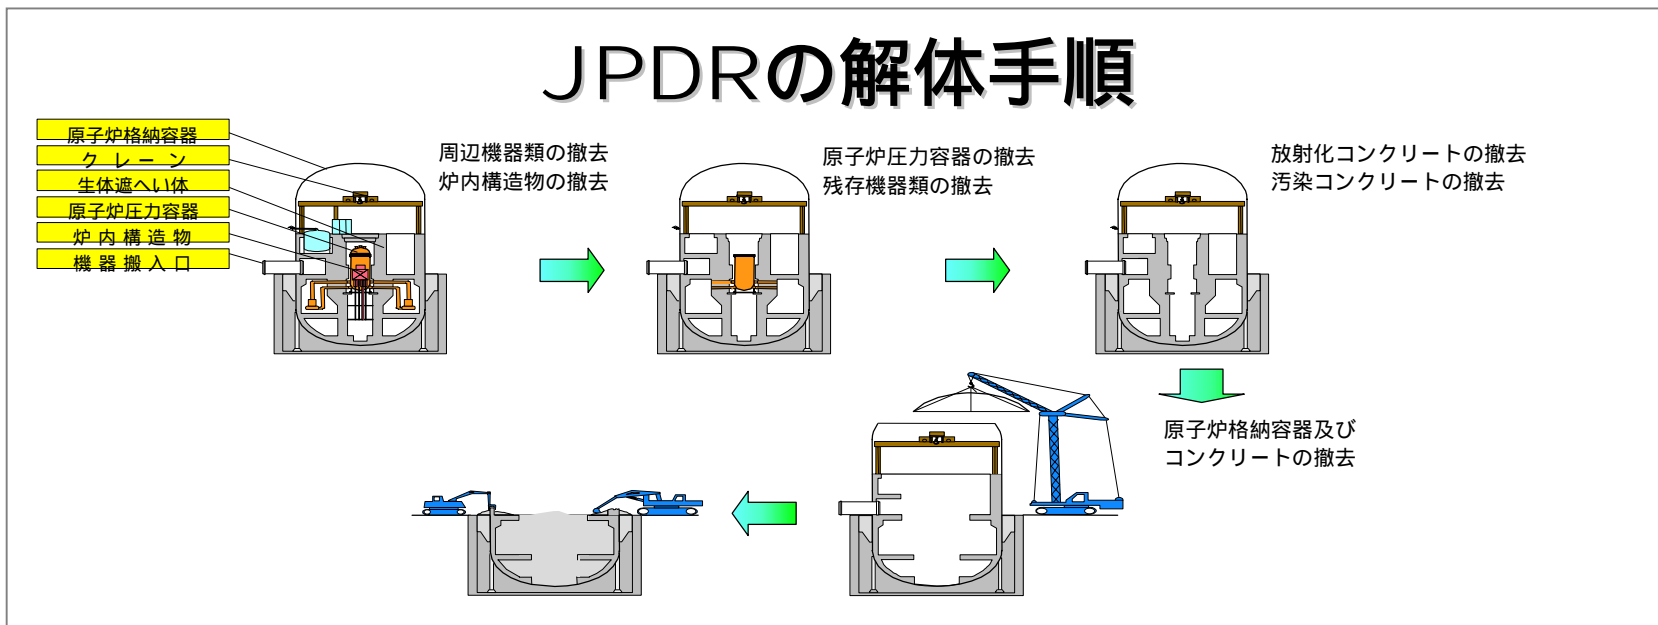 JPDRの解体手順
原子炉格納容器
クレーン
生体遮へい体
原子炉圧力容器
炉内構造物
機器搬入口
周辺機器類の撤去
炉内構造物の撤去
原子炉圧力容器の撤去
残存機器類の撤去
放射化コンクリートの撤去
汚染コンクリートの撤去
原子炉格納容器及び
コンクリートの撤去